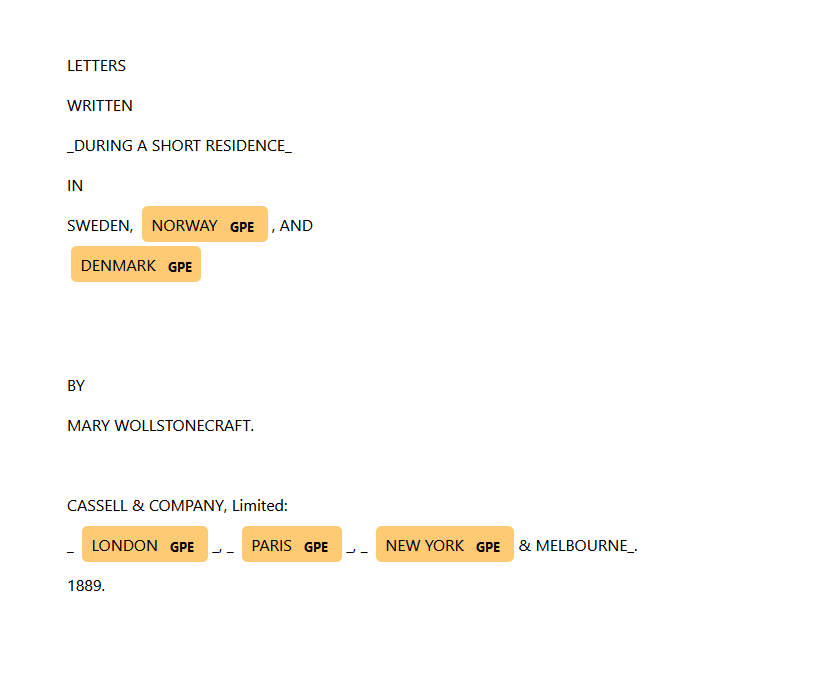 LETTERS
WRITTEN
_DURING A SHORT RESIDENCE_
IN
SWEDEN, NORWAY GPE , AND
DENMARK GPE
BY
MARY WOLLSTONECRAFT.
CASSELL & COMPANY, Limited:
_ LONDON GPE _, _ PARIS GPE _, _ NEW YORK GPE & MELBOURNE_.
1889.